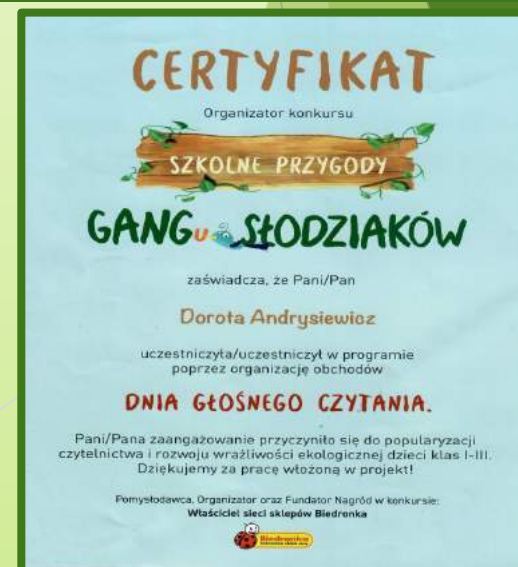 CERTYFIKAT
Organizator konkursu
SZKOLNE PRZYGODY
GANGu SŁODZIAKÓW
zaświadcza, że Pani/Pan
Dorota Andrysiewicz
uczestniczyła/uczestniczył w programie
poprzez organizację obchodów
DNIA GŁOŚNEGO CZYTANIA.
Pani/Pana zaangażowanie przyczyniło się do popularyzacji
czytelnictwa i rozwoju wrażliwości ekologicznej dzieci klas I-III.
Dziękujemy za pracę włożoną w projekt!
Pomysłodawca, Organizator oraz Fundator Nagród w konkursie:
Właściciel sieci sklepów Biedronka
Biedronka